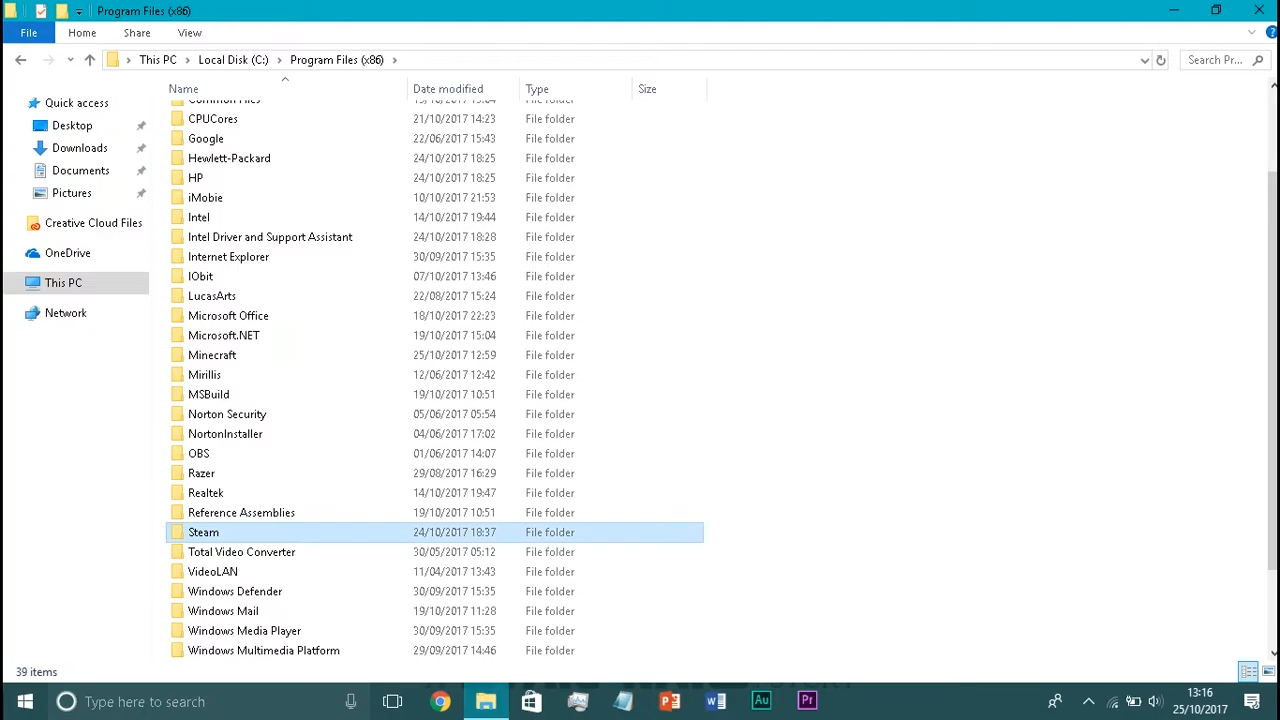 Program Files (x86)
File Home Share View
This PC Local Disk (C:) Program Files (x86) Search Pr...
Name Date modified Type Size
Quick access
Desktop
Downloads
Documents
Pictures
Creative Cloud Files
OneDrive
This PC
Network
Common Files 19/10/2017 15:04 File folder
CPUCores 21/10/2017 14:23 File folder
Google 22/06/2017 15:43 File folder
Hewlett-Packard 24/10/2017 18:25 File folder
HP 24/10/2017 18:25 File folder
iMobie 10/10/2017 21:53 File folder
Intel 14/10/2017 19:44 File folder
Intel Driver and Support Assistant 24/10/2017 18:28 File folder
Internet Explorer 30/09/2017 15:35 File folder
IObit 07/10/2017 13:46 File folder
LucasArts 22/08/2017 15:24 File folder
Microsoft Office 18/10/2017 22:23 File folder
Microsoft.NET 19/10/2017 15:04 File folder
Minecraft 25/10/2017 12:59 File folder
Mirillis 12/06/2017 12:42 File folder
MSBuild 19/10/2017 10:51 File folder
Norton Security 05/06/2017 05:54 File folder
NortonInstaller 04/06/2017 17:02 File folder
OBS 01/06/2017 14:07 File folder
Razer 29/08/2017 16:29 File folder
Realtek 14/10/2017 19:47 File folder
Reference Assemblies 19/10/2017 10:51 File folder
Steam 24/10/2017 18:37 File folder
Total Video Converter 30/05/2017 05:12 File folder
VideoLAN 11/04/2017 13:43 File folder
Windows Defender 30/09/2017 15:35 File folder
Windows Mail 19/10/2017 11:28 File folder
Windows Media Player 30/09/2017 15:35 File folder
Windows Multimedia Platform 29/09/2017 14:46 File folder
39 items
Type here to search
Au
Pr
13:16
25/10/2017